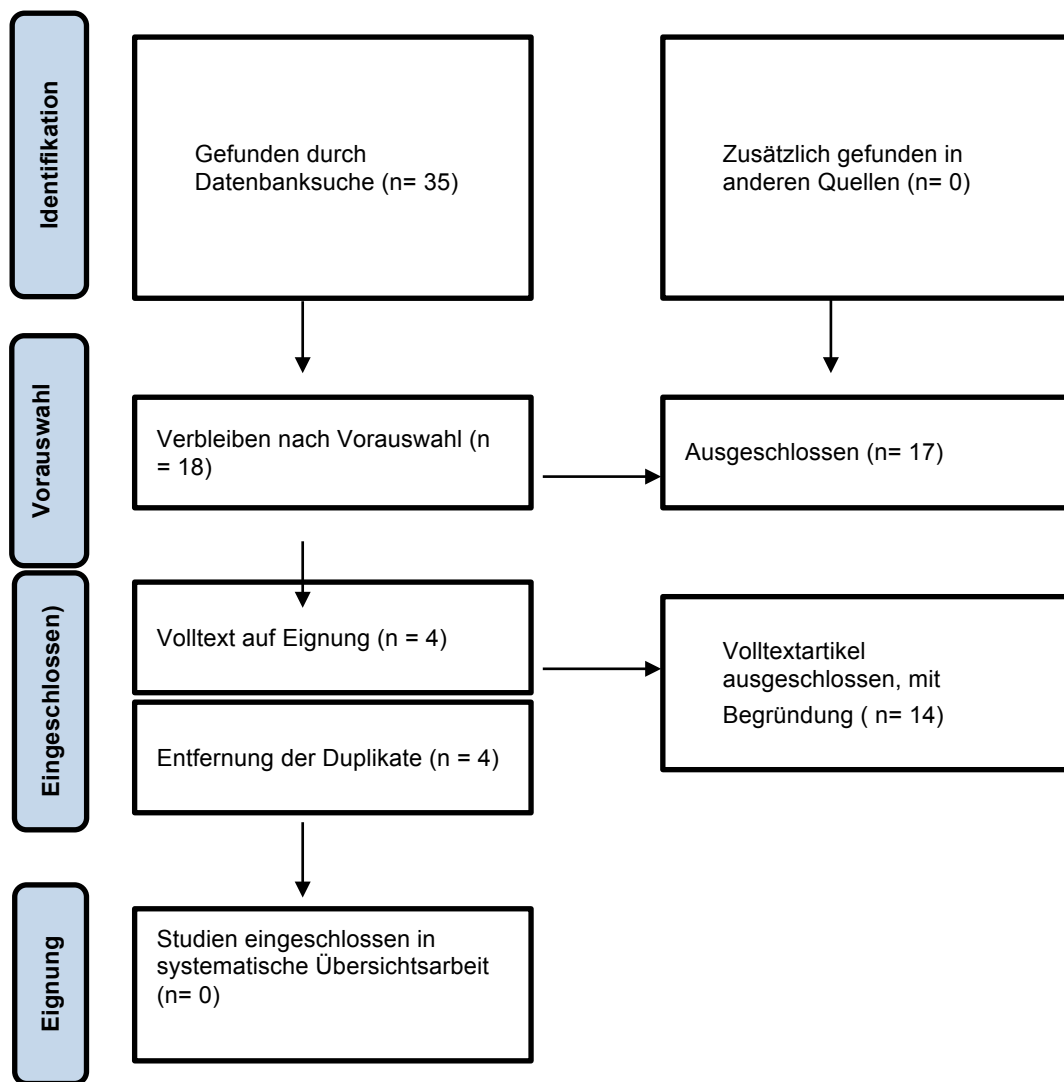 Identifikation
Gefunden durch
Datenbanksuche (n= 35)
Zusätzlich gefunden in
anderen Quellen (n= 0)
Vorauswahl
Verbleiben nach Vorauswahl (n
= 18)
Ausgeschlossen (n= 17)
Eingeschlossen)
Volltext auf Eignung (n = 4)
Volltextartikel
ausgeschlossen, mit
Begründung ( n= 14)
Entfernung der Duplikate (n = 4)
Eignung
Studien eingeschlossen in
systematische Übersichtsarbeit
(n= 0)